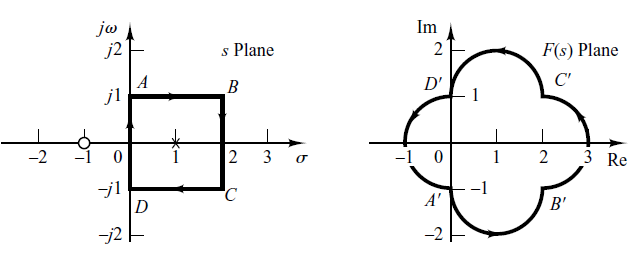 jω
j2
s Plane
A
B
j1
−2
−1
0
1
2
3
σ
−j1
D
C
−j2
Im
2
F(s) Plane
D′
C′
1
−1
0
1
2
3
Re
A′
−1
B′
−2